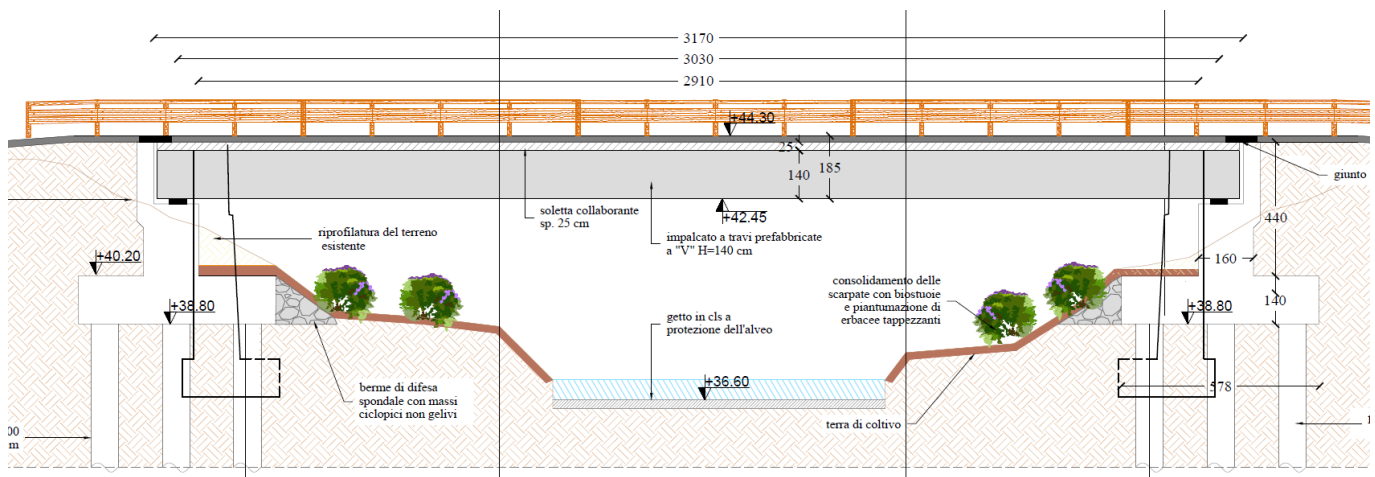 3170
3030
2910
+44.30
25
185
140
giunto
+42.45
soletta collaborante
sp. 25 cm
impalcato a travi prefabbricate
a "V" H=140 cm
riprofilatura del terreno
esistente
440
+40.20
160
consolidamento delle
scarpate con biostuoie
e piantumazione di
erbacee tappezzanti
140
+38.80
+38.80
getto in cls a
protezione dell'alveo
+36.60
578
berme di difesa
spondale con massi
ciclopici non gelivi
terra di coltivo
00
m
1